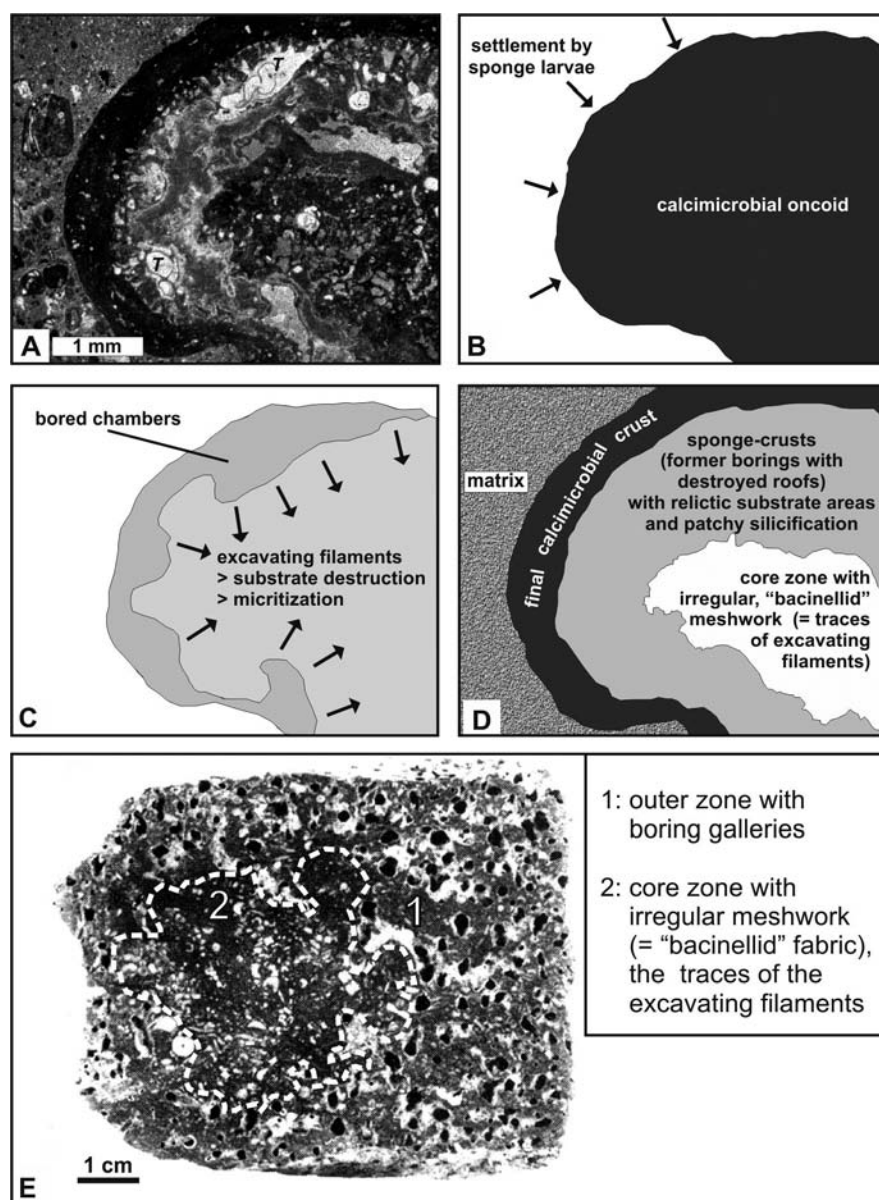 T
T
A
1 mm
settlement by
sponge larvae
calcimicrobial oncoid
B
bored chambers
excavating filaments
> substrate destruction
> micritization
C
matrix
final calcimicrobial crust
sponge-crusts
(former borings with
destroyed roofs)
with relictic substrate areas
and patchy silicification
core zone with
irregular, “bacinellid”
meshwork (= traces
of excavating
filaments)
D
2
1
1 cm
E
1: outer zone with
boring galleries
2: core zone with
irregular meshwork
(= “bacinellid” fabric),
the traces of the
excavating filaments